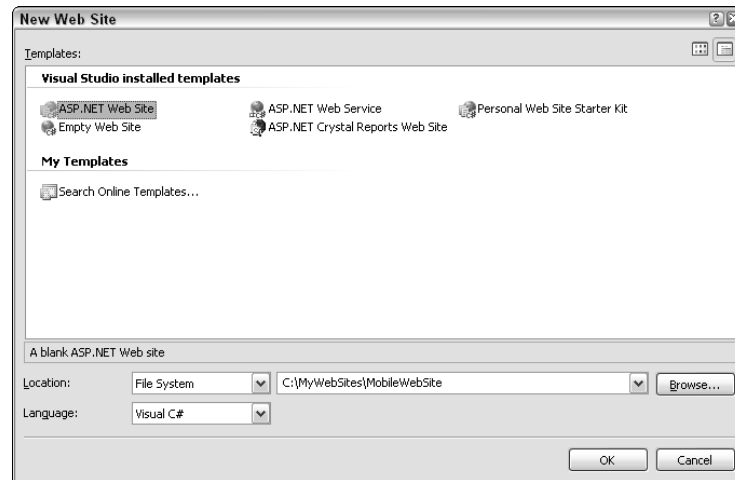 New Web Site
Templates:
Visual Studio installed templates
ASP.NET Web Site
ASP.NET Web Service
Personal Web Site Starter Kit
Empty Web Site
ASP.NET Crystal Reports Web Site
My Templates
Search Online Templates...
A blank ASP.NET Web site
Location: File System C:\MyWebSites\MobileWebSite Browse...
Language: Visual C#
OK Cancel